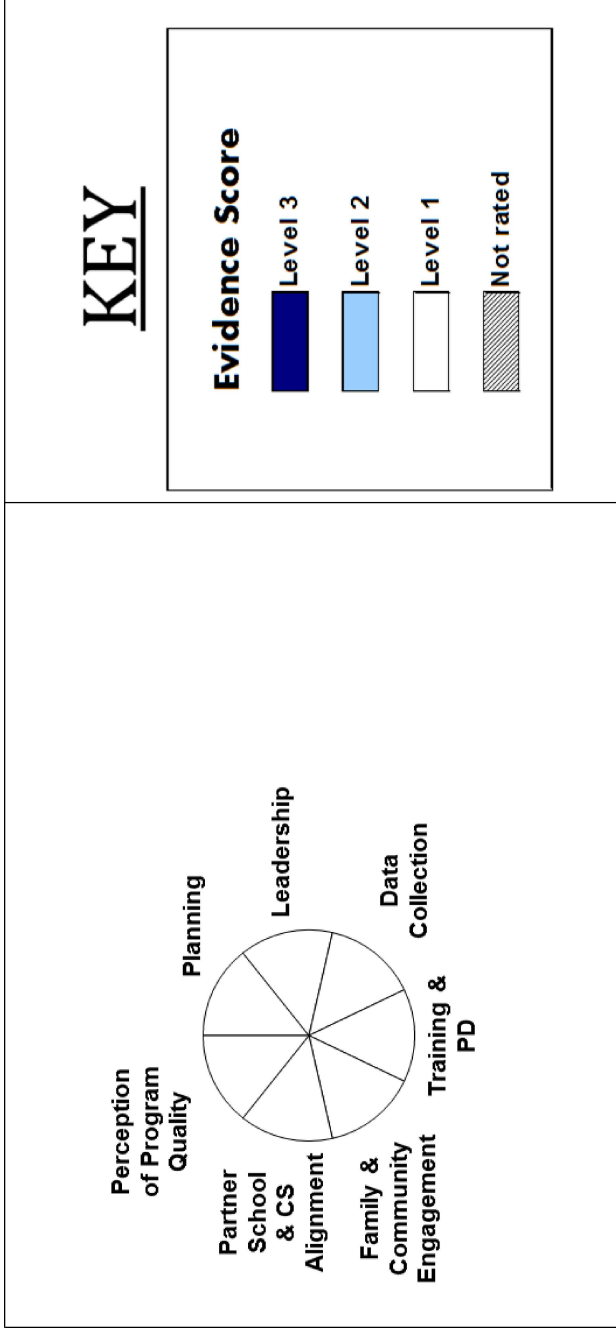 Perception
of Program
Quality
Planning
Leadership
Data
Collection
Training &
PD
Family &
Community
Engagement
Partner
School
& CS
Alignment
KEY
Evidence Score
Level 3
Level 2
Level 1
Not rated